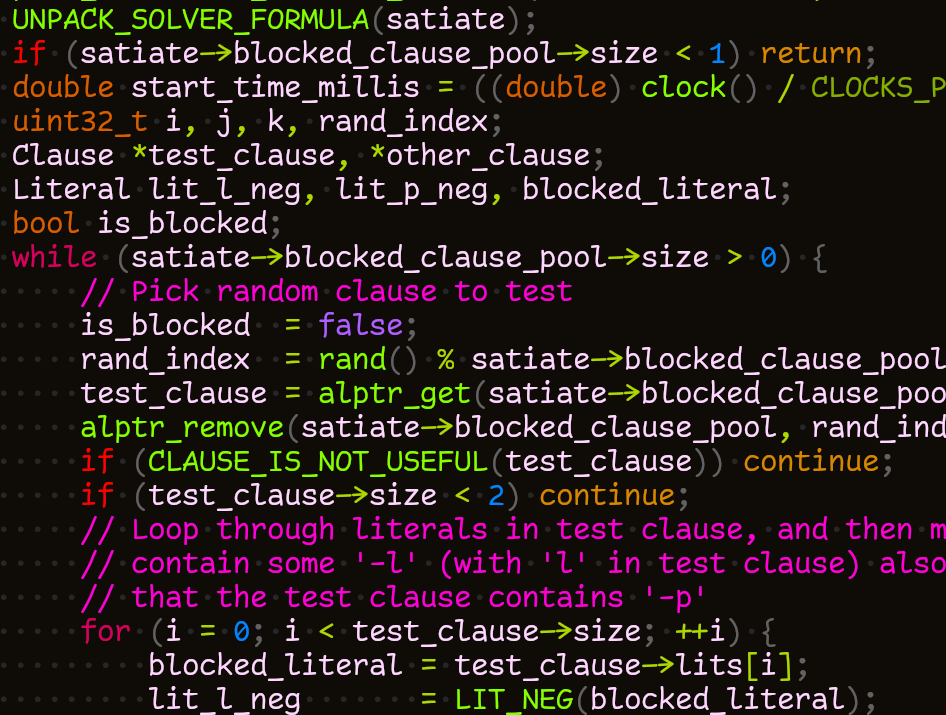 UNPACK_SOLVER_FORMULA(satiate);
if (satiate->blocked_clause_pool->size < 1) return;
double start_time_millis = ((double) clock() / CLOCKS_P
uint32_t i, j, k, rand_index;
Clause *test_clause, *other_clause;
Literal lit_l_neg, lit_p_neg, blocked_literal;
bool is_blocked;
while (satiate->blocked_clause_pool->size > 0) {
    // Pick random clause to test
    is_blocked  = false;
    rand_index  = rand() % satiate->blocked_clause_pool
    test_clause = alptr_get(satiate->blocked_clause_poo
    alptr_remove(satiate->blocked_clause_pool, rand_ind
    if (CLAUSE_IS_NOT_USEFUL(test_clause)) continue;
    if (test_clause->size < 2) continue;
    // Loop through literals in test clause, and then m
    // contain some '-l' (with 'l' in test clause) also
    // that the test clause contains '-p'
    for (i = 0; i < test_clause->size; ++i) {
        blocked_literal = test_clause->lits[i];
        lit_l_neg       = LIT_NEG(blocked_literal);